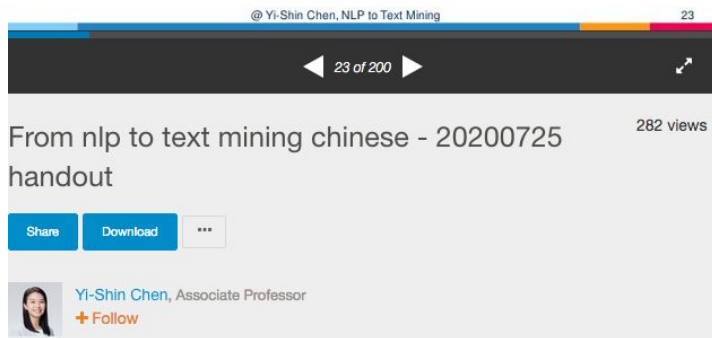 @ Yi-Shin Chen, NLP to Text Mining 23
23 of 200
From nlp to text mining chinese - 20200725 282 views
handout
Share Download ...
Yi-Shin Chen, Associate Professor
+ Follow